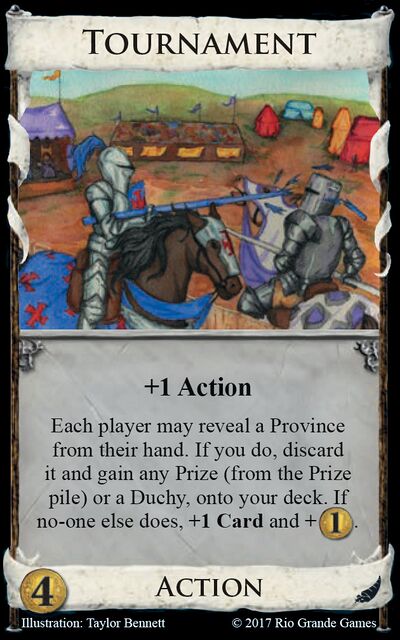 TOURNAMENT
+1 Action
Each player may reveal a Province
from their hand. If you do, discard
it and gain any Prize (from the Prize
pile) or a Duchy, onto your deck. If
no-one else does, +1 Card and +1.
4 ACTION
Illustration: Taylor Bennett © 2017 Rio Grande Games